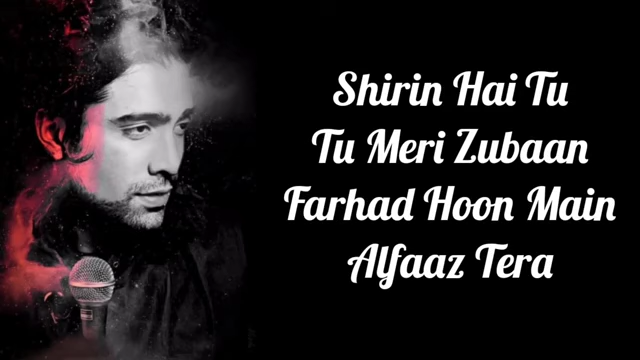 Shirin Hai Tu
Tu Meri Zubaan
Farhad Hoon Main
Alfaaz Tera